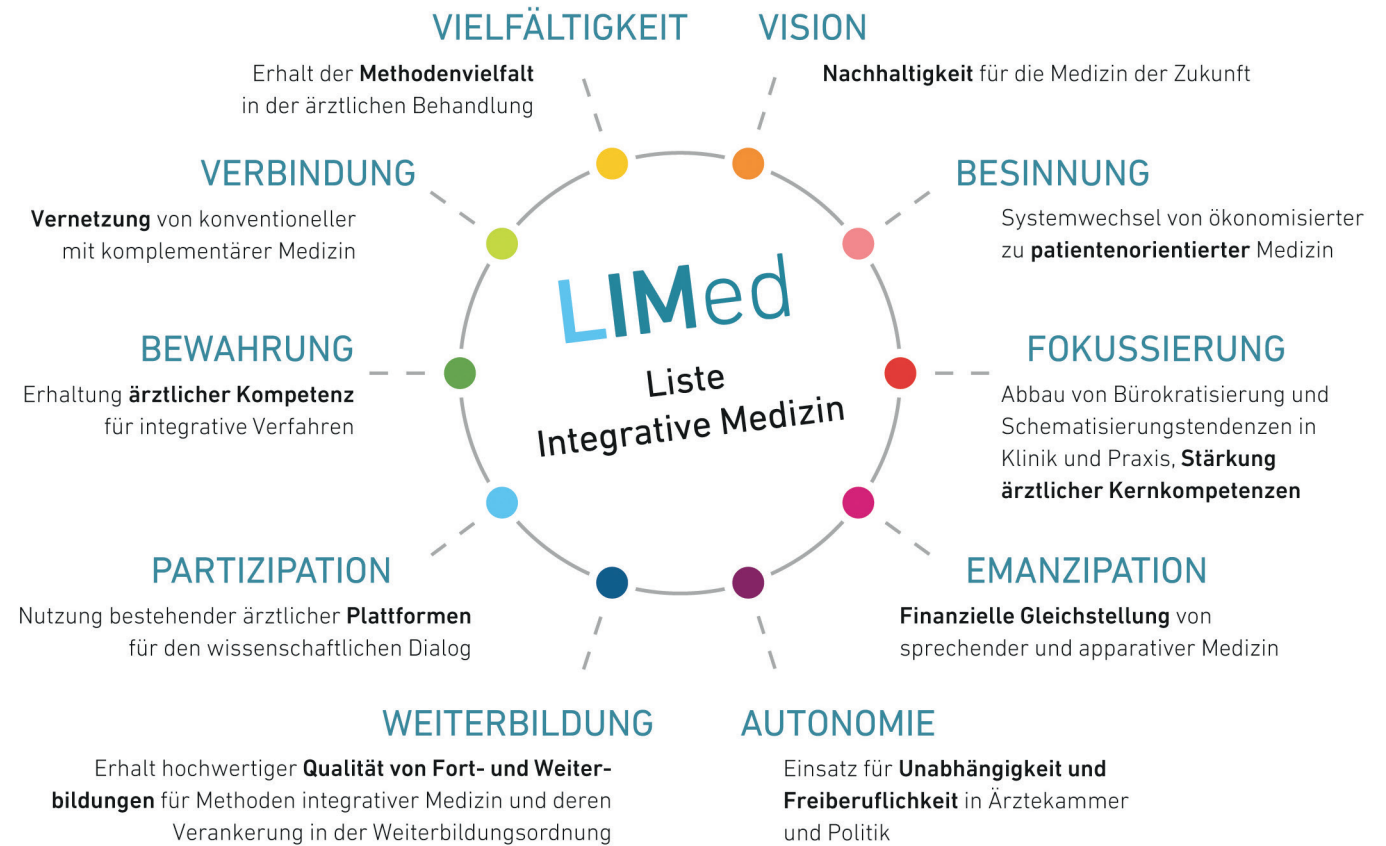 VIELFÄLTIGKEIT
Erhalt der Methodenvielfalt
in der ärztlichen Behandlung
VISION
Nachhaltigkeit für die Medizin der Zukunft
VERBINDUNG
Vernetzung von konventioneller
mit komplementärer Medizin
BESINNUNG
Systemwechsel von ökonomisierter
zu patientenorientierter Medizin
LIMed
Liste
Integrative Medizin
BEWAHRUNG
Erhaltung ärztlicher Kompetenz
für integrative Verfahren
FOKUSSIERUNG
Abbau von Bürokratisierung und
Schematisierungstendenzen in
Klinik und Praxis, Stärkung
ärztlicher Kernkompetenzen
PARTIZIPATION
Nutzung bestehender ärztlicher Plattformen
für den wissenschaftlichen Dialog
EMANZIPATION
Finanzielle Gleichstellung von
sprechender und apparativer Medizin
WEITERBILDUNG
Erhalt hochwertiger Qualität von Fort- und Weiter-
bildungen für Methoden integrativer Medizin und deren
Verankerung in der Weiterbildungsordnung
AUTONOMIE
Einsatz für Unabhängigkeit und
Freiberuflichkeit in Ärztekammer
und Politik